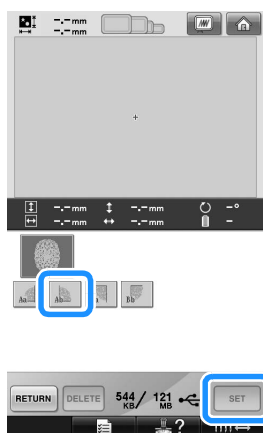 -.- mm
-.- mm
-.- mm -.- mm -°
-.- mm -.- mm -
Aa Ab Bb
RETURN DELETE 544 KB / 121 MB SET
?